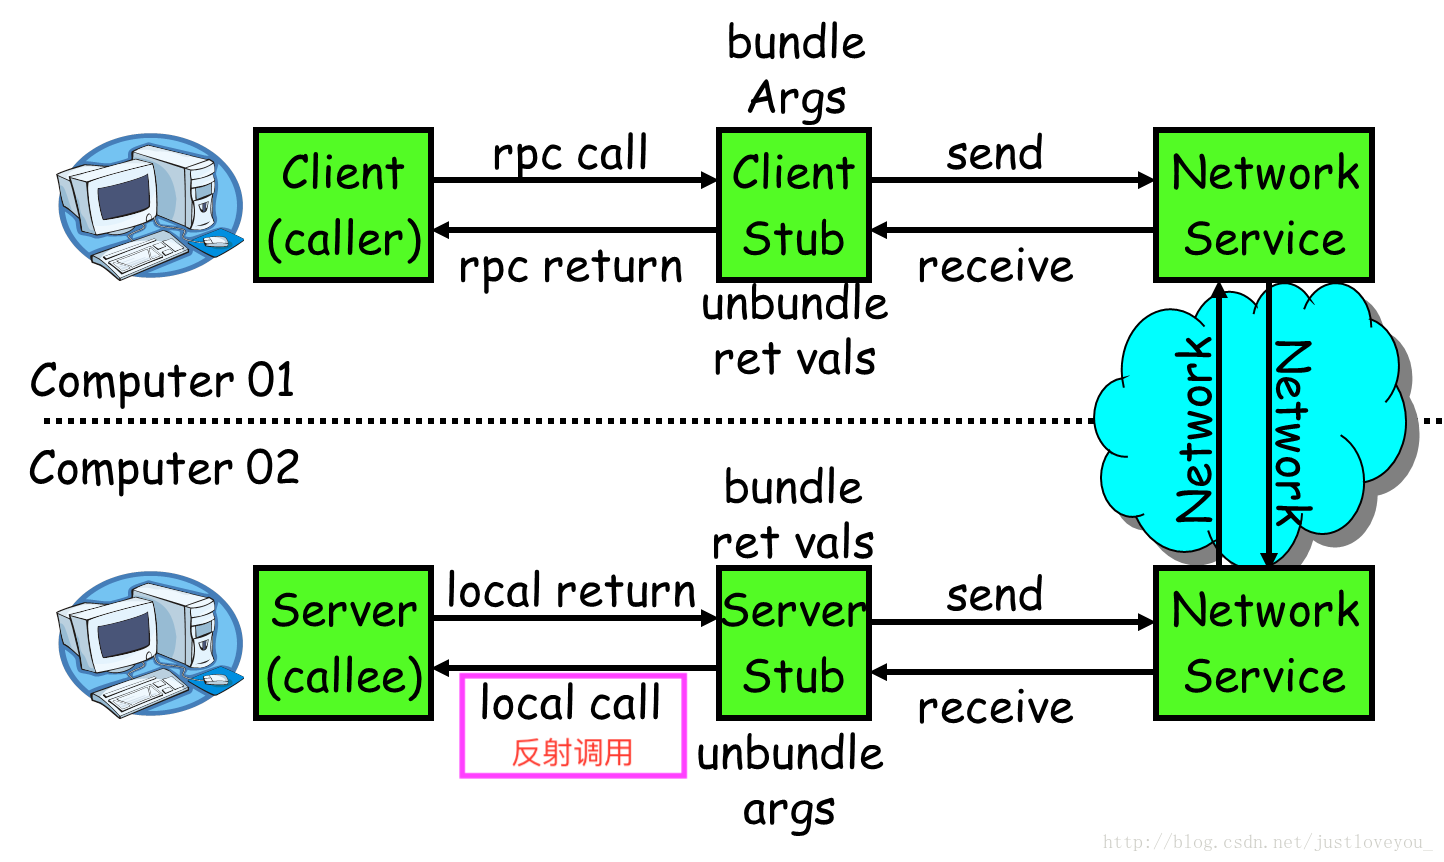 bundle
Args
Client
(caller)
rpc call
rpc return
Client
Stub
send
receive
Network
Service
unbundle
ret vals
Computer 01
Network
Network
Computer 02
bundle
ret vals
Server
(callee)
local return
local call
反射调用
Server
Stub
send
receive
Network
Service
unbundle
args
http://blog.csdn.net/justloveyou_